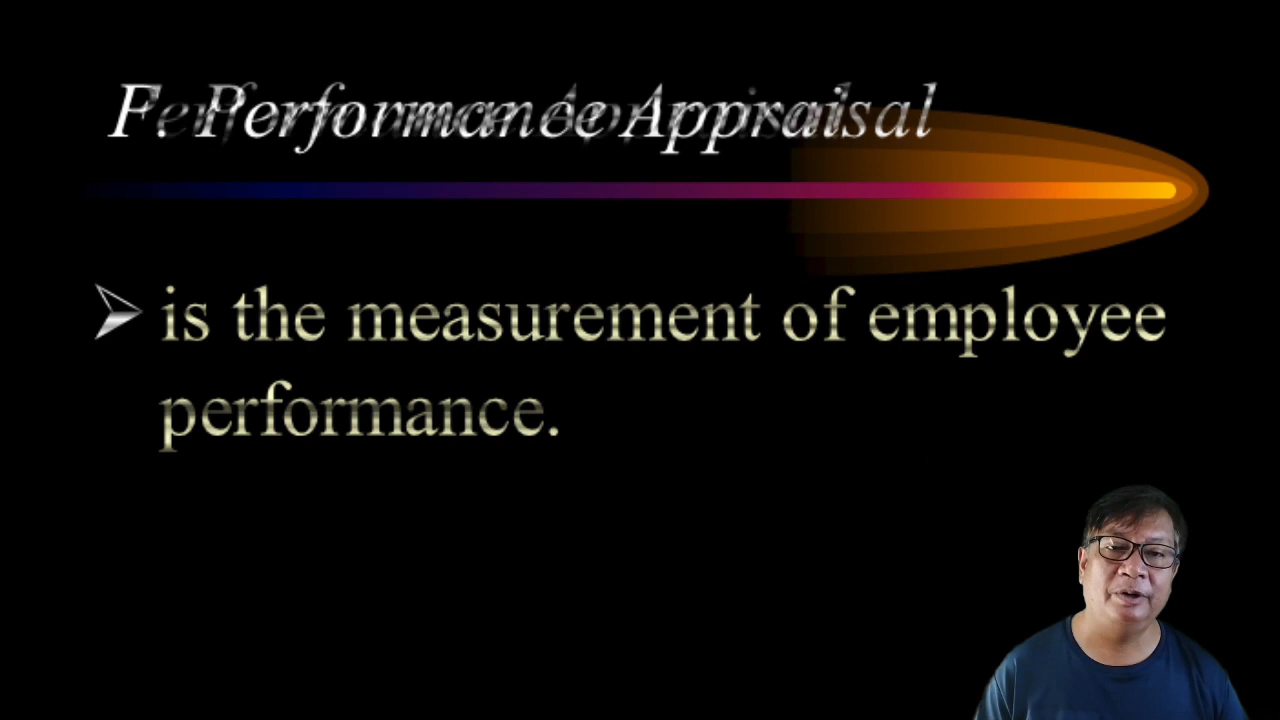 F. Performance Appraisal
is the measurement of employee
performance.